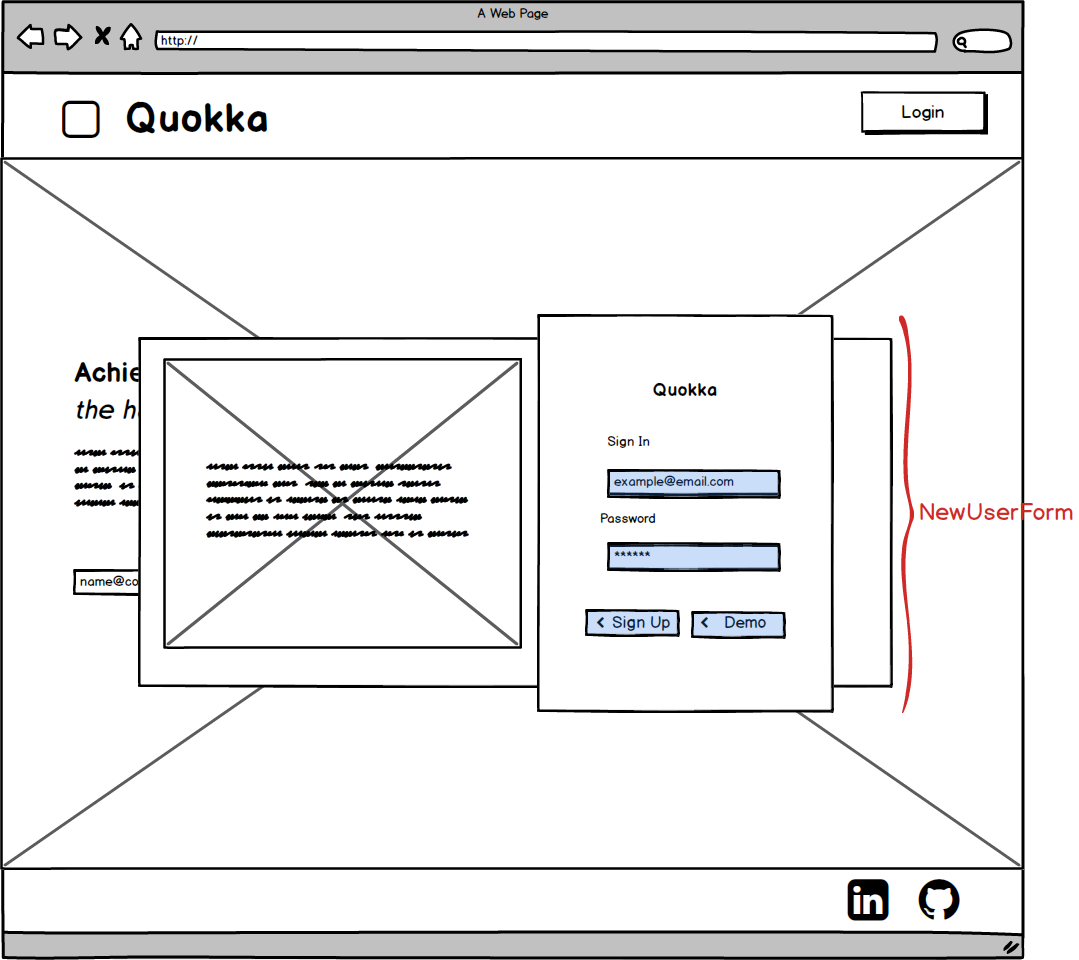 A Web Page
http://
Quokka
Login
Achie
the h
name@co
Quokka
Sign In
example@email.com
Password
******
Sign Up
Demo
NewUserForm
in